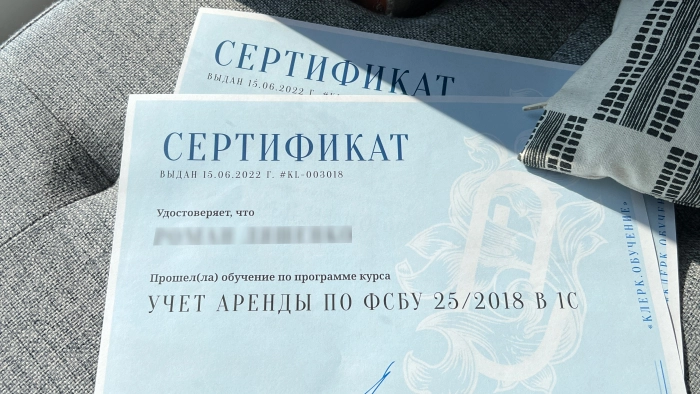 СЕРТИФИКАТ
ВЫДАН 15.06.2022 Г.
СЕРТИФИКАТ
ВЫДАН 15.06.2022 Г. #KL-003018
Удостоверяет, что
Прошел(ла) обучение по программе курса
УЧЕТ АРЕНДЫ ПО ФСБУ 25/2018 В 1С
«КЛЕРК.ОБУЧЕНИЕ»